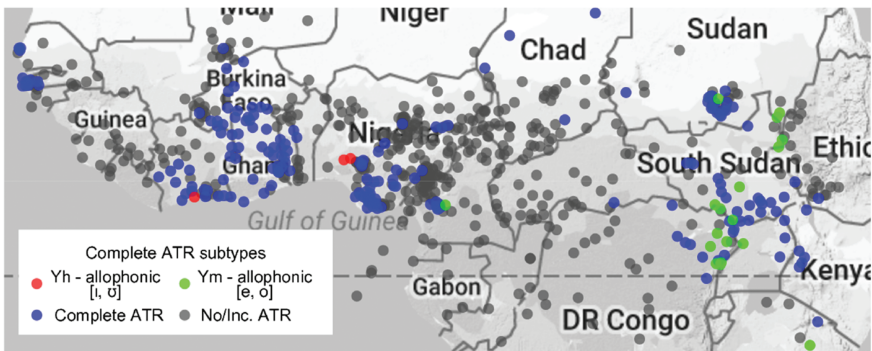 Mali
Niger
Sudan
Chad
Burkina
Faso
Guinea
Nigeria
Ghana
South Sudan
Ethio
Gulf of Guinea
Complete ATR subtypes
Yh - allophonic
[ɪ, ʊ]
Ym - allophonic
[e, o]
Complete ATR
No/Inc. ATR
Gabon
Kenya
DR Congo